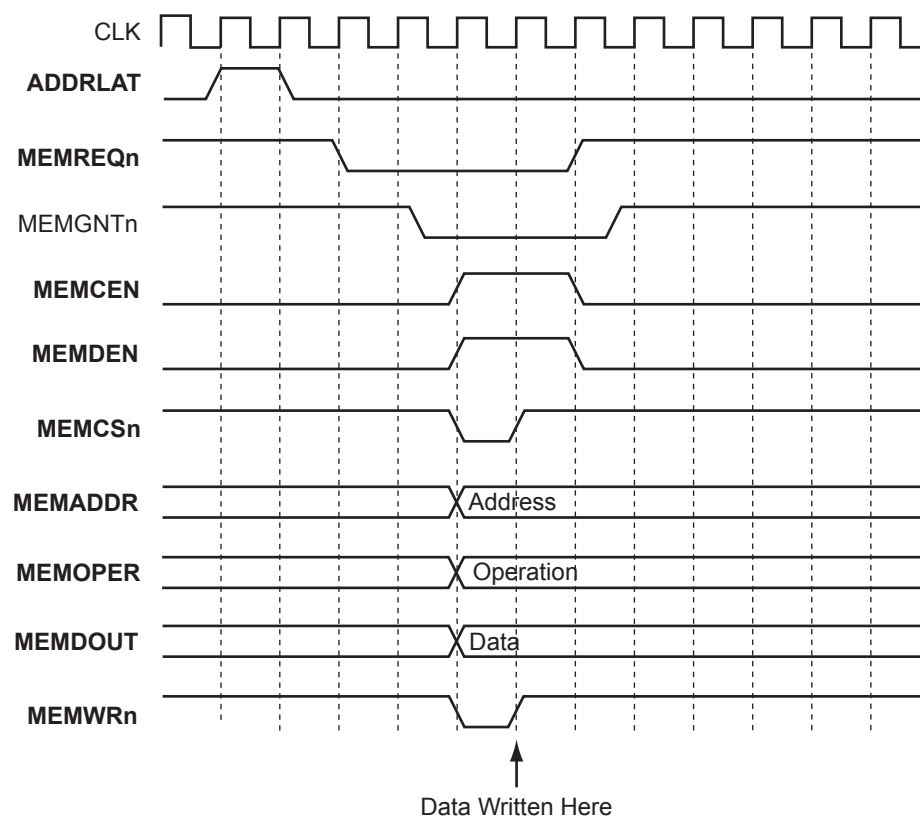 CLK
ADDRLAT
MEMREQn
MEMGNTn
MEMCEN
MEMDEN
MEMCSn
MEMADDR Address
MEMOPER Operation
MEMDOUT Data
MEMWRn
Data Written Here